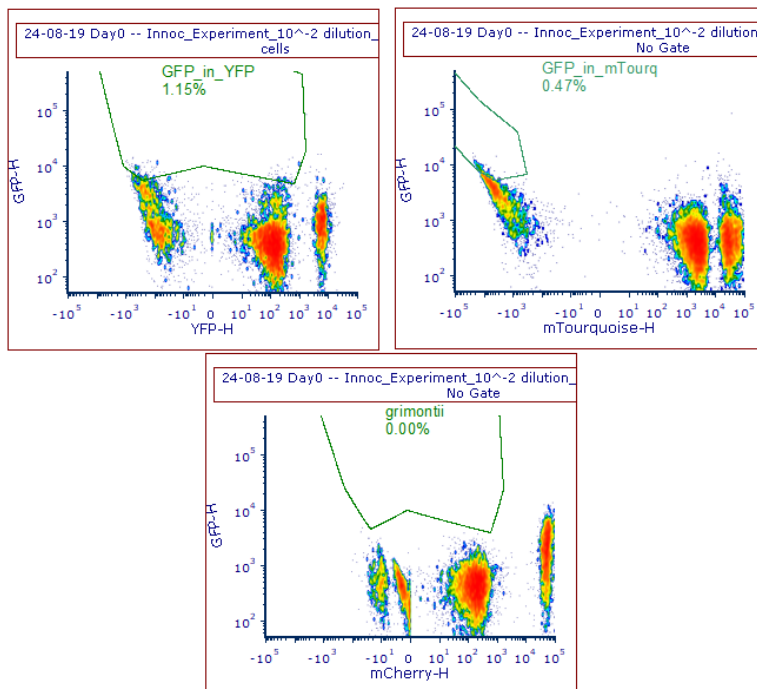 24-08-19 Day0 -- Innoc_Experiment_10^-2 dilution_
cells
GFP_in_YFP
1.15%
GFP-H
10^5
10^4
10^3
10^2
-10^5 -10^3 -10^1 0 10^1 10^2 10^3 10^4 10^5
YFP-H
24-08-19 Day0 -- Innoc_Experiment_10^-2 dilution
No Gate
GFP_in_mTourq
0.47%
GFP-H
10^5
10^4
10^3
10^2
-10^5 -10^3 -10^1 0 10^1 10^2 10^3 10^4 10^5
mTourquoise-H
24-08-19 Day0 -- Innoc_Experiment_10^-2 dilution_
No Gate
grimontii
0.00%
GFP-H
10^5
10^4
10^3
10^2
-10^5 -10^3 -10^1 0 10^1 10^2 10^3 10^4 10^5
mCherry-H